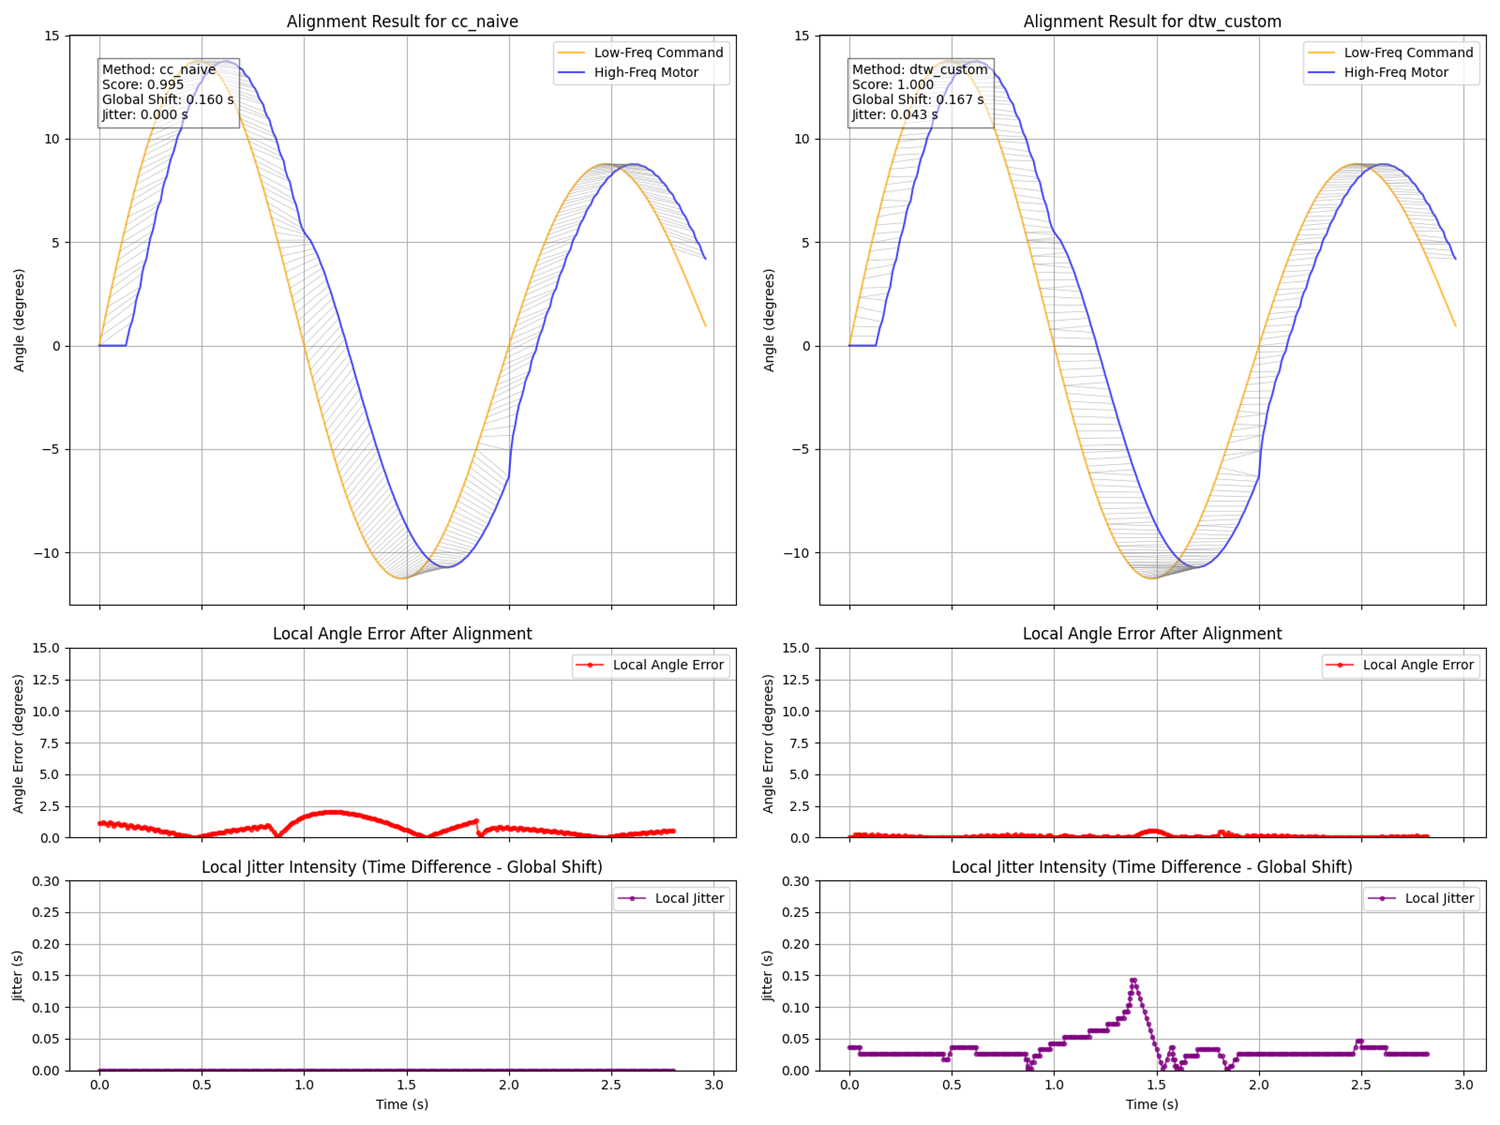 Alignment Result for cc_naive
Angle (degrees)
15
10
5
0
−5
−10
Method: cc_naive
Score: 0.995
Global Shift: 0.160 s
Jitter: 0.000 s
Low-Freq Command
High-Freq Motor
Alignment Result for dtw_custom
Angle (degrees)
15
10
5
0
−5
−10
Method: dtw_custom
Score: 1.000
Global Shift: 0.167 s
Jitter: 0.043 s
Low-Freq Command
High-Freq Motor
Local Angle Error After Alignment
Angle Error (degrees)
15.0
12.5
10.0
7.5
5.0
2.5
0.0
Local Angle Error
Local Angle Error After Alignment
Angle Error (degrees)
15.0
12.5
10.0
7.5
5.0
2.5
0.0
Local Angle Error
Local Jitter Intensity (Time Difference - Global Shift)
Jitter (s)
0.30
0.25
0.20
0.15
0.10
0.05
0.00
Local Jitter
0.0 0.5 1.0 1.5 2.0 2.5 3.0
Time (s)
Local Jitter Intensity (Time Difference - Global Shift)
Jitter (s)
0.30
0.25
0.20
0.15
0.10
0.05
0.00
Local Jitter
0.0 0.5 1.0 1.5 2.0 2.5 3.0
Time (s)